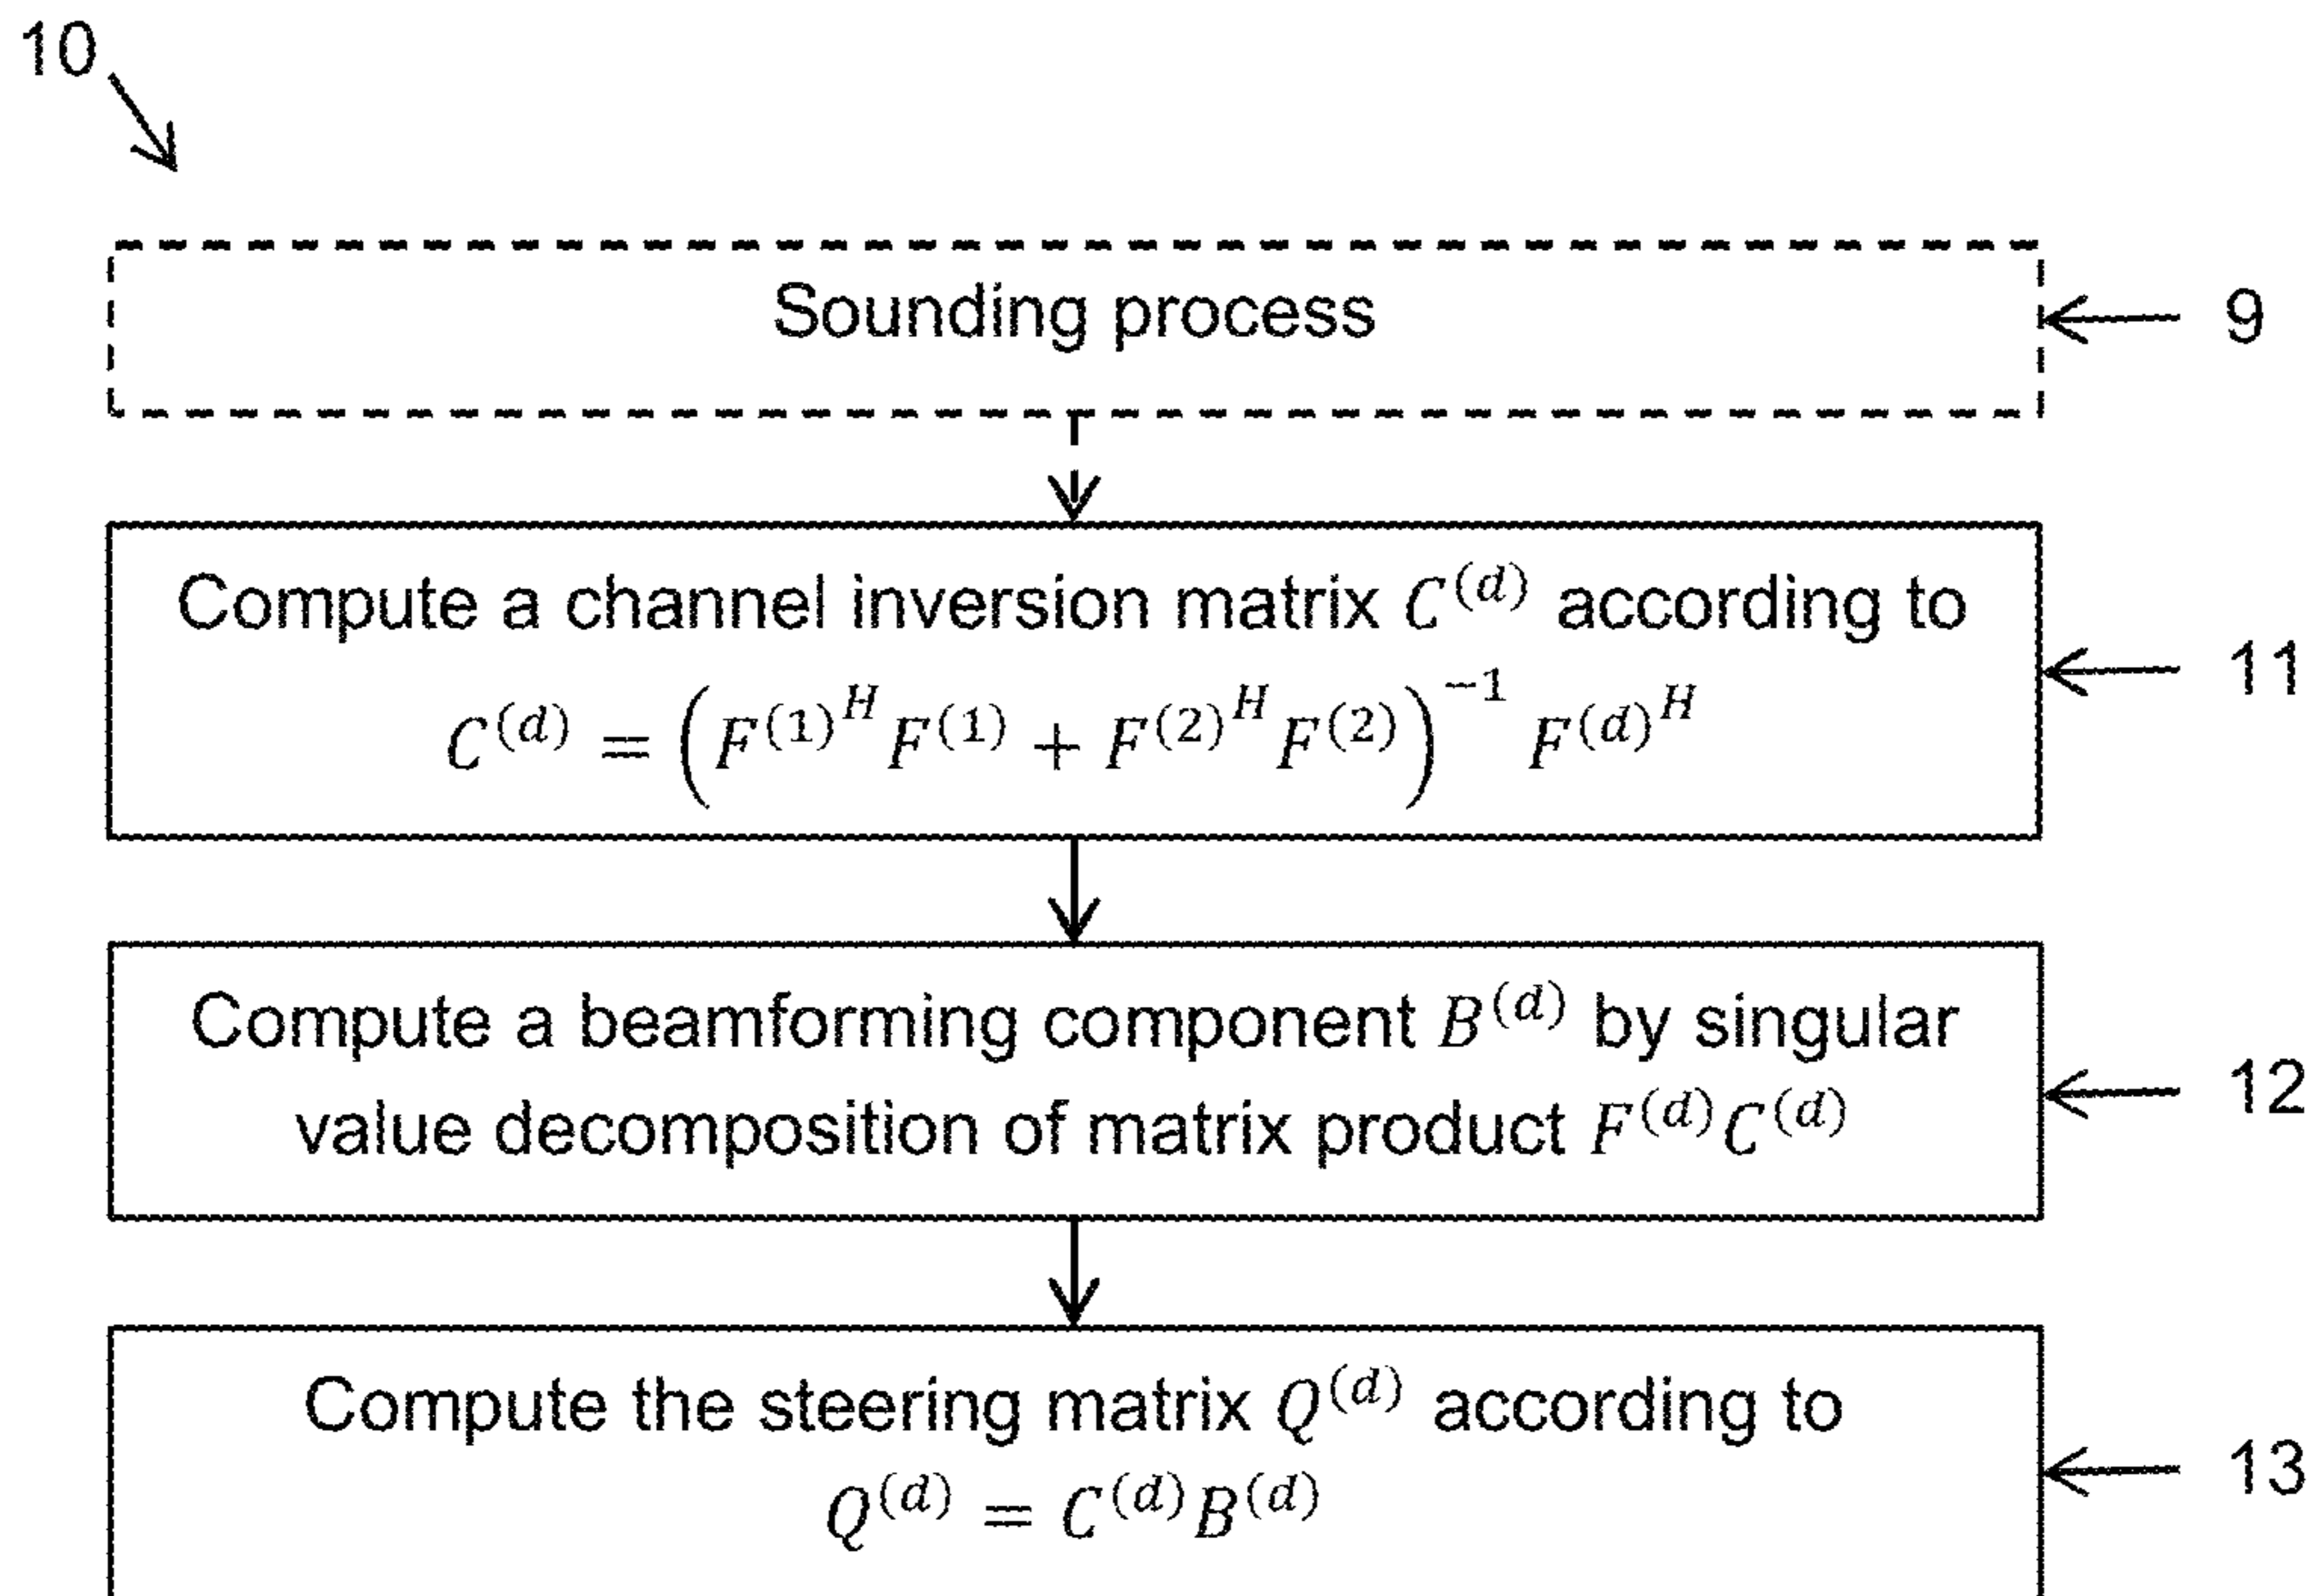 10
Sounding process
9
Compute a channel inversion matrix C^(d) according to
C^(d) = (F^(1)^H F^(1) + F^(2)^H F^(2))^−1 F^(d)^H
11
Compute a beamforming component B^(d) by singular
value decomposition of matrix product F^(d) C^(d)
12
Compute the steering matrix Q^(d) according to
Q^(d) = C^(d) B^(d)
13